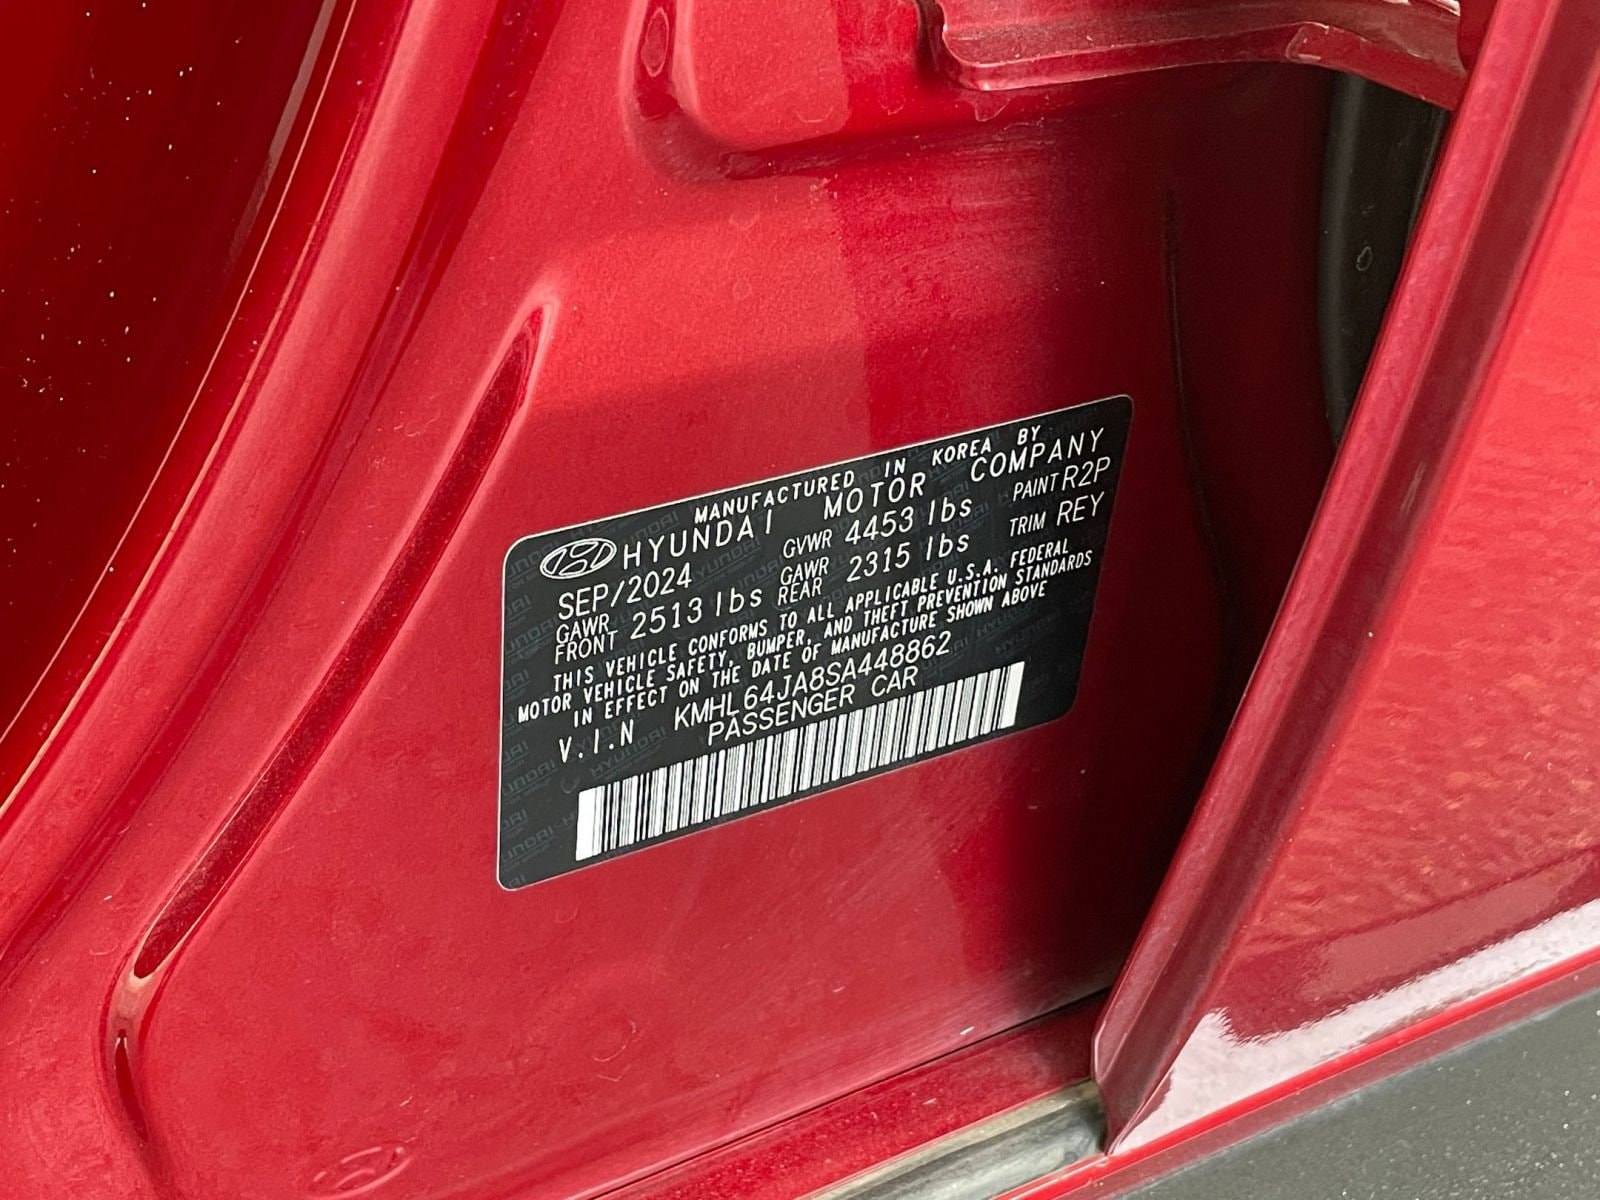 MANUFACTURED IN KOREA BY
HYUNDAI MOTOR COMPANY
SEP/2024 GVWR 4453 lbs PAINT R2P
GAWR FRONT 2513 lbs GAWR REAR 2315 lbs TRIM REY
THIS VEHICLE CONFORMS TO ALL APPLICABLE U.S.A. FEDERAL
MOTOR VEHICLE SAFETY, BUMPER, AND THEFT PREVENTION STANDARDS
IN EFFECT ON THE DATE OF MANUFACTURE SHOWN ABOVE
V.I.N KMHL64JA8SA448862
PASSENGER CAR